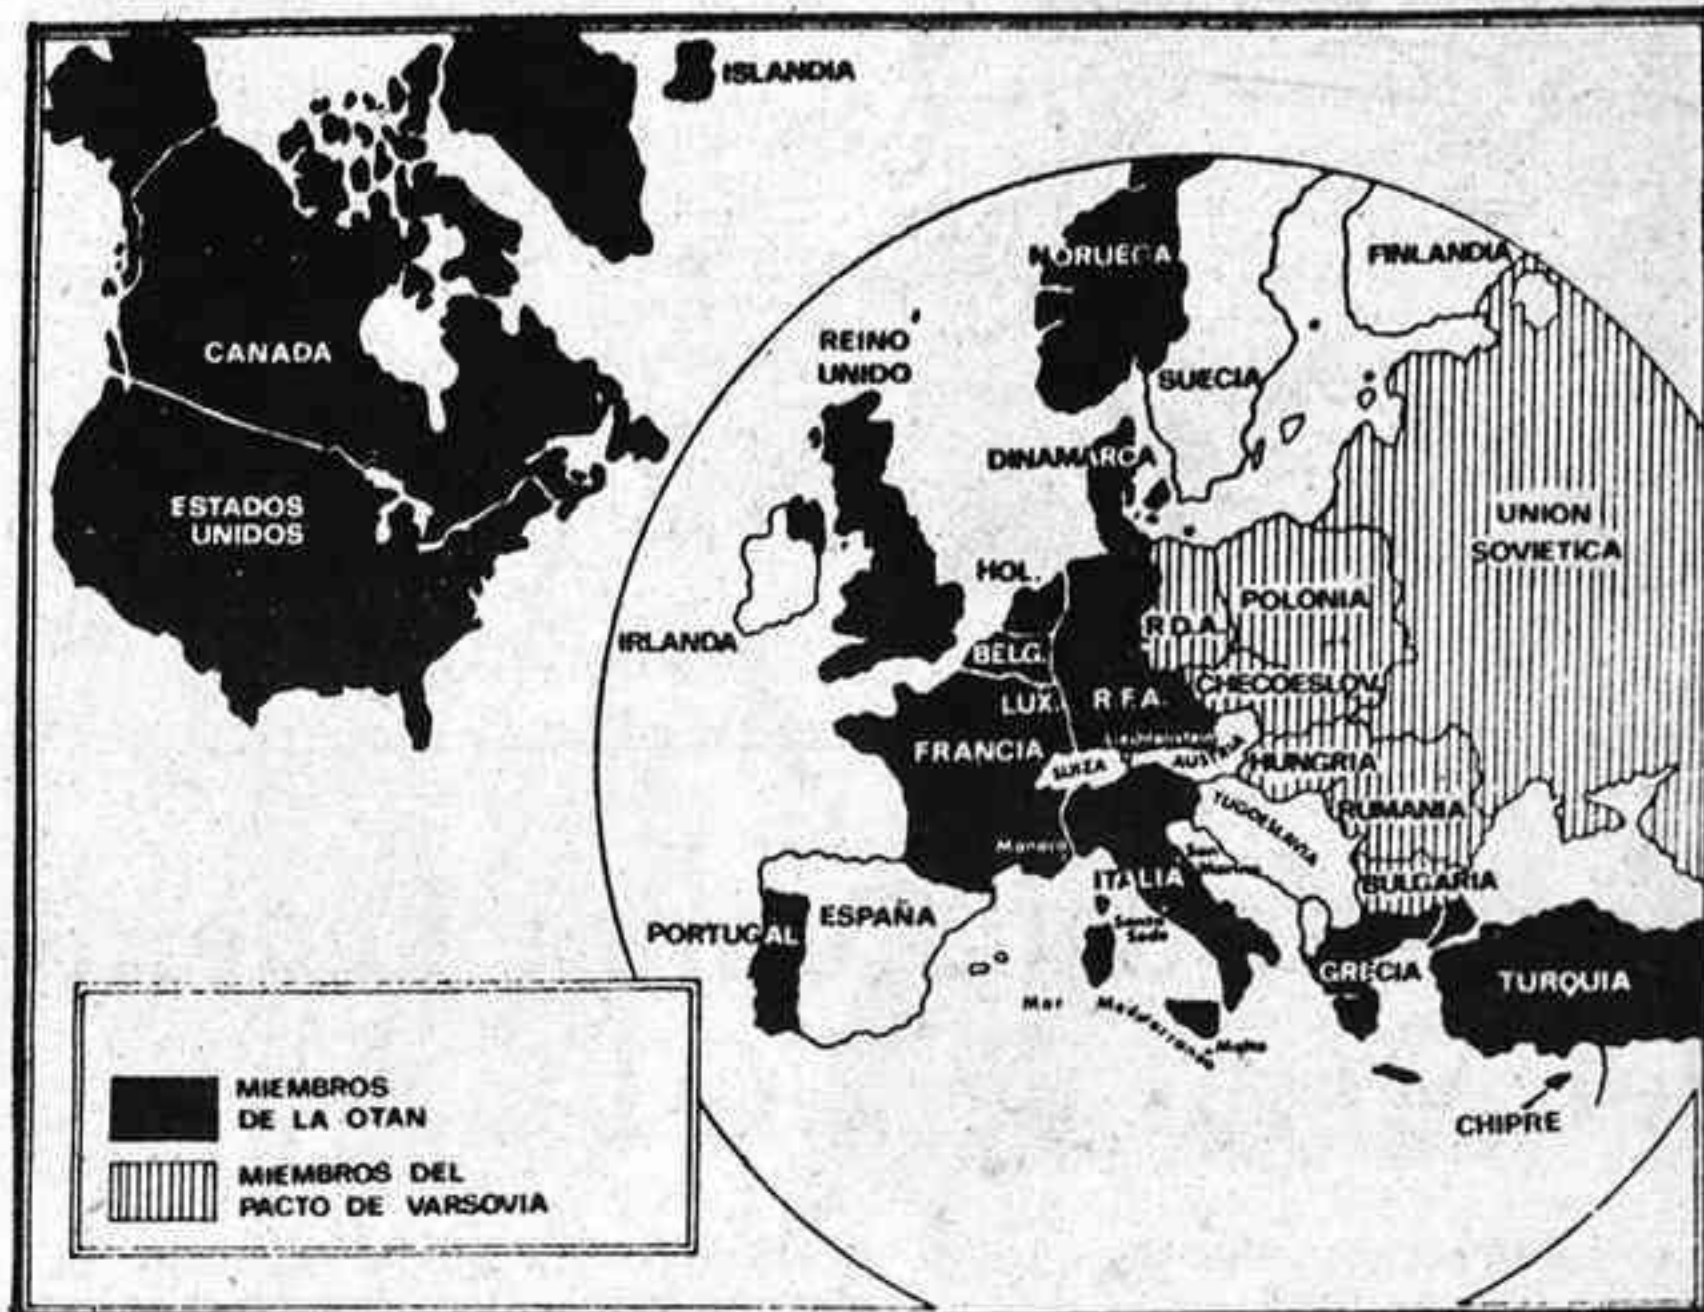 ISLANDIA
CANADA
ESTADOS
UNIDOS
NORUEGA
FINLANDIA
REINO
UNIDO
SUECIA
DINAMARCA
UNION
SOVIETICA
HOL.
POLONIA
R.D.A.
IRLANDA
BELG.
CHECOESLOV.
LUX.
R.F.A.
FRANCIA
Liechtenstein
SUIZA
AUSTRIA
HUNGRIA
YUGOESLAVIA
RUMANIA
Monaco
San
Marino
ITALIA
BULGARIA
PORTUGAL
ESPAÑA
Santa
Sede
GRECIA
TURQUIA
Mar Mediterraneo
Malta
CHIPRE
MIEMBROS
DE LA OTAN
MIEMBROS DEL
PACTO DE VARSOVIA